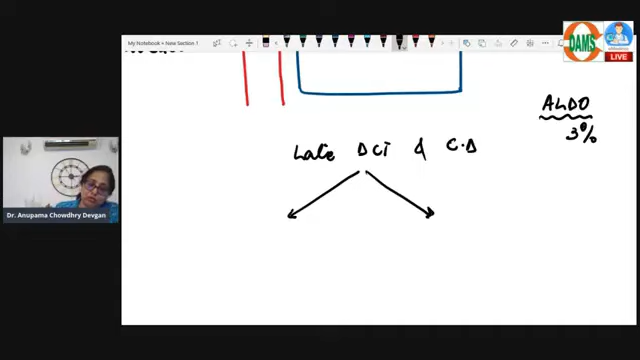 My Notebook > New Section 1
DAMS
LIVE
ALDO
3%
Late DCT & C.D
Dr. Anupama Chowdhry Devgan